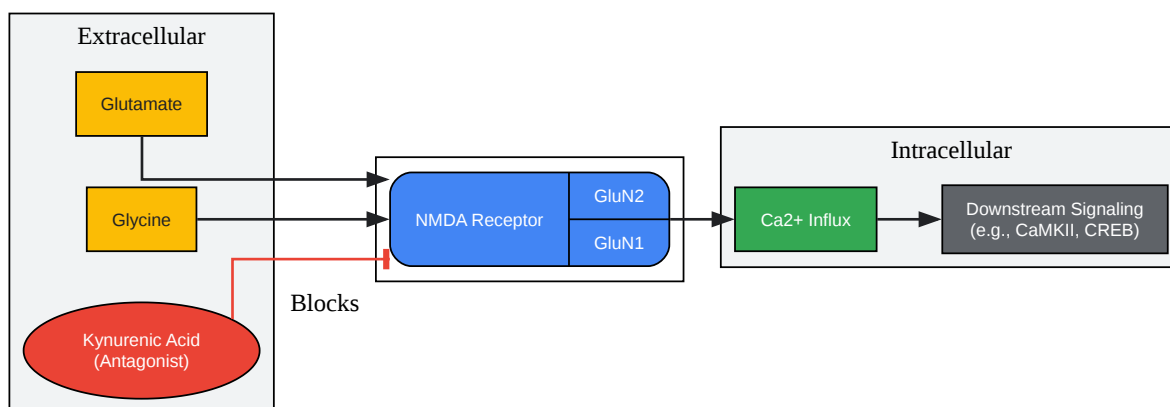 Extracellular
Glutamate
Glycine
Kynurenic Acid
(Antagonist)
Blocks
NMDA Receptor
GluN2
GluN1
Intracellular
Ca2+ Influx
Downstream Signaling
(e.g., CaMKII, CREB)